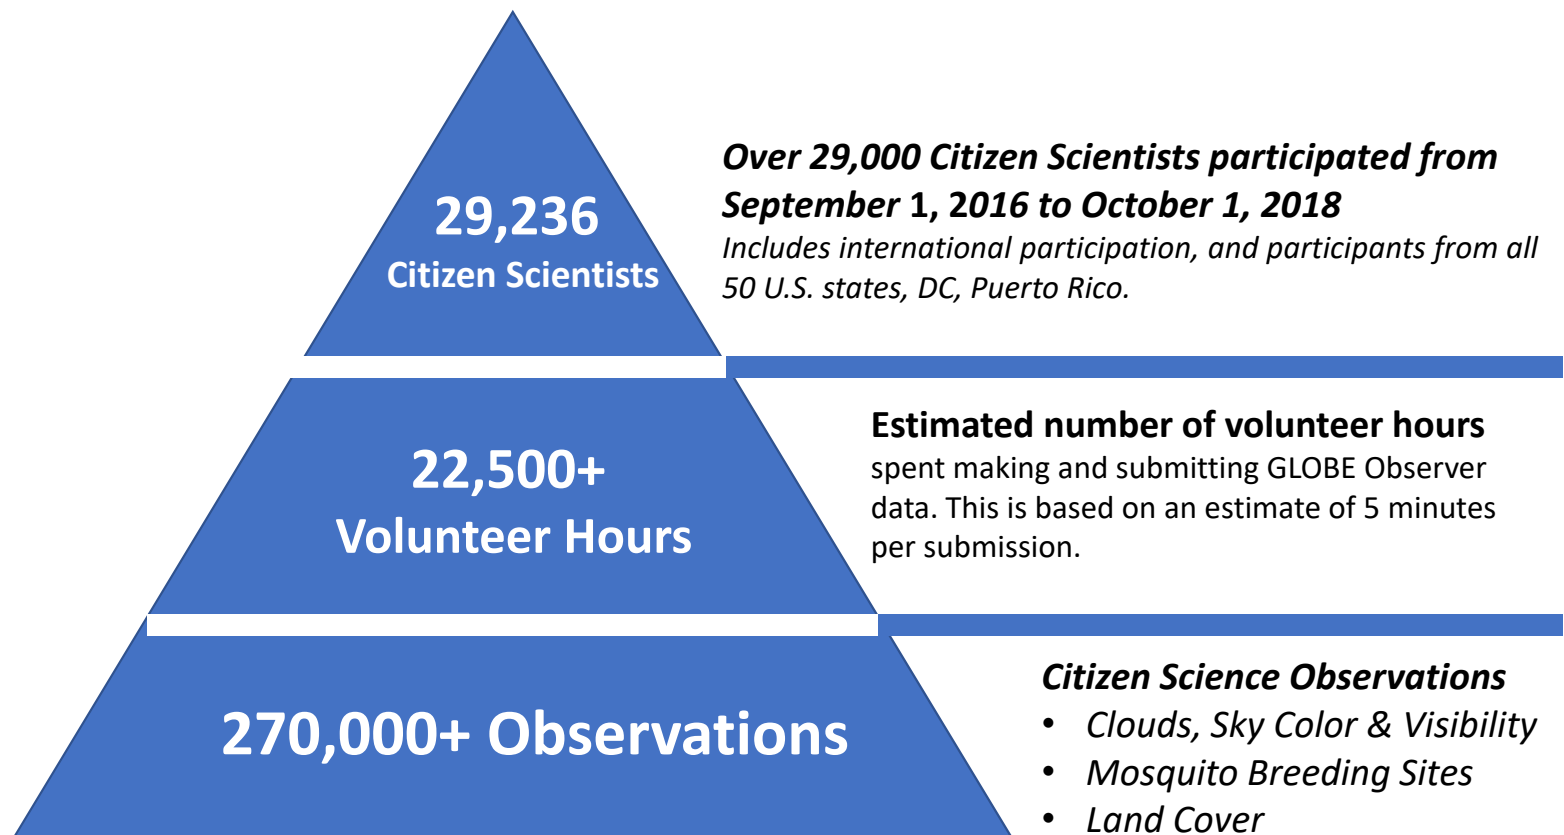 29,236
Citizen Scientists
Over 29,000 Citizen Scientists participated from
September 1, 2016 to October 1, 2018
Includes international participation, and participants from all
50 U.S. states, DC, Puerto Rico.
22,500+
Volunteer Hours
Estimated number of volunteer hours
spent making and submitting GLOBE Observer
data. This is based on an estimate of 5 minutes
per submission.
270,000+ Observations
Citizen Science Observations
• Clouds, Sky Color & Visibility
• Mosquito Breeding Sites
• Land Cover